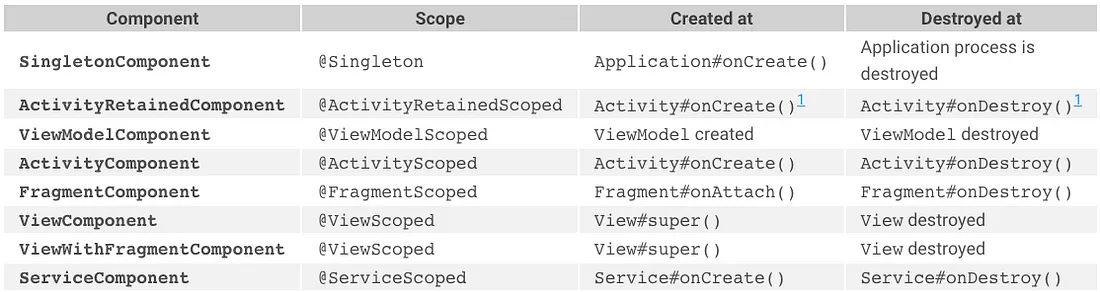 Component Scope Created at Destroyed at
SingletonComponent @Singleton Application#onCreate() Application process is
destroyed
ActivityRetainedComponent @ActivityRetainedScoped Activity#onCreate()1 Activity#onDestroy()1
ViewModelComponent @ViewModelScoped ViewModel created ViewModel destroyed
ActivityComponent @ActivityScoped Activity#onCreate() Activity#onDestroy()
FragmentComponent @FragmentScoped Fragment#onAttach() Fragment#onDestroy()
ViewComponent @ViewScoped View#super() View destroyed
ViewWithFragmentComponent @ViewScoped View#super() View destroyed
ServiceComponent @ServiceScoped Service#onCreate() Service#onDestroy()